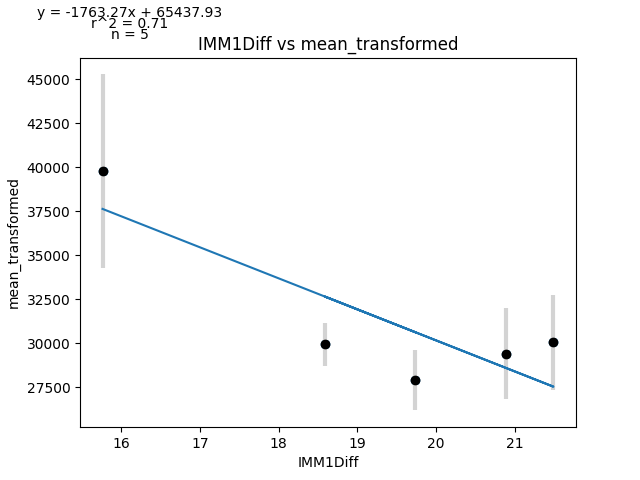 y = -1763.27x + 65437.93
r^2 = 0.71
n = 5
IMM1Diff vs mean_transformed
45000
42500
40000
37500
35000
32500
30000
27500
mean_transformed
16 17 18 19 20 21
IMM1Diff